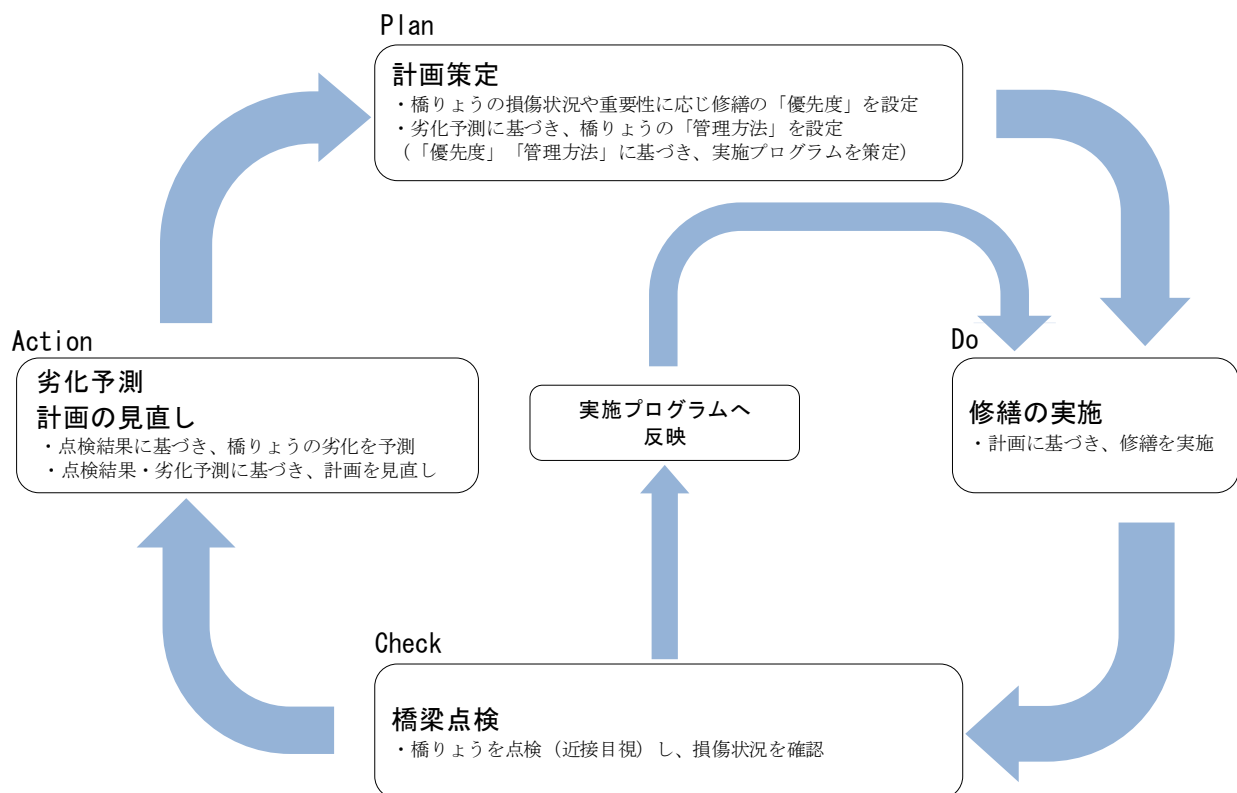 Plan
計画策定
・橋りょうの損傷状況や重要性に応じ修繕の「優先度」を設定
・劣化予測に基づき、橋りょうの「管理方法」を設定
（「優先度」「管理方法」に基づき、実施プログラムを策定）
Action
劣化予測
計画の見直し
・点検結果に基づき、橋りょうの劣化を予測
・点検結果・劣化予測に基づき、計画を見直し
実施プログラムへ
反映
Do
修繕の実施
・計画に基づき、修繕を実施
Check
橋梁点検
・橋りょうを点検（近接目視）し、損傷状況を確認